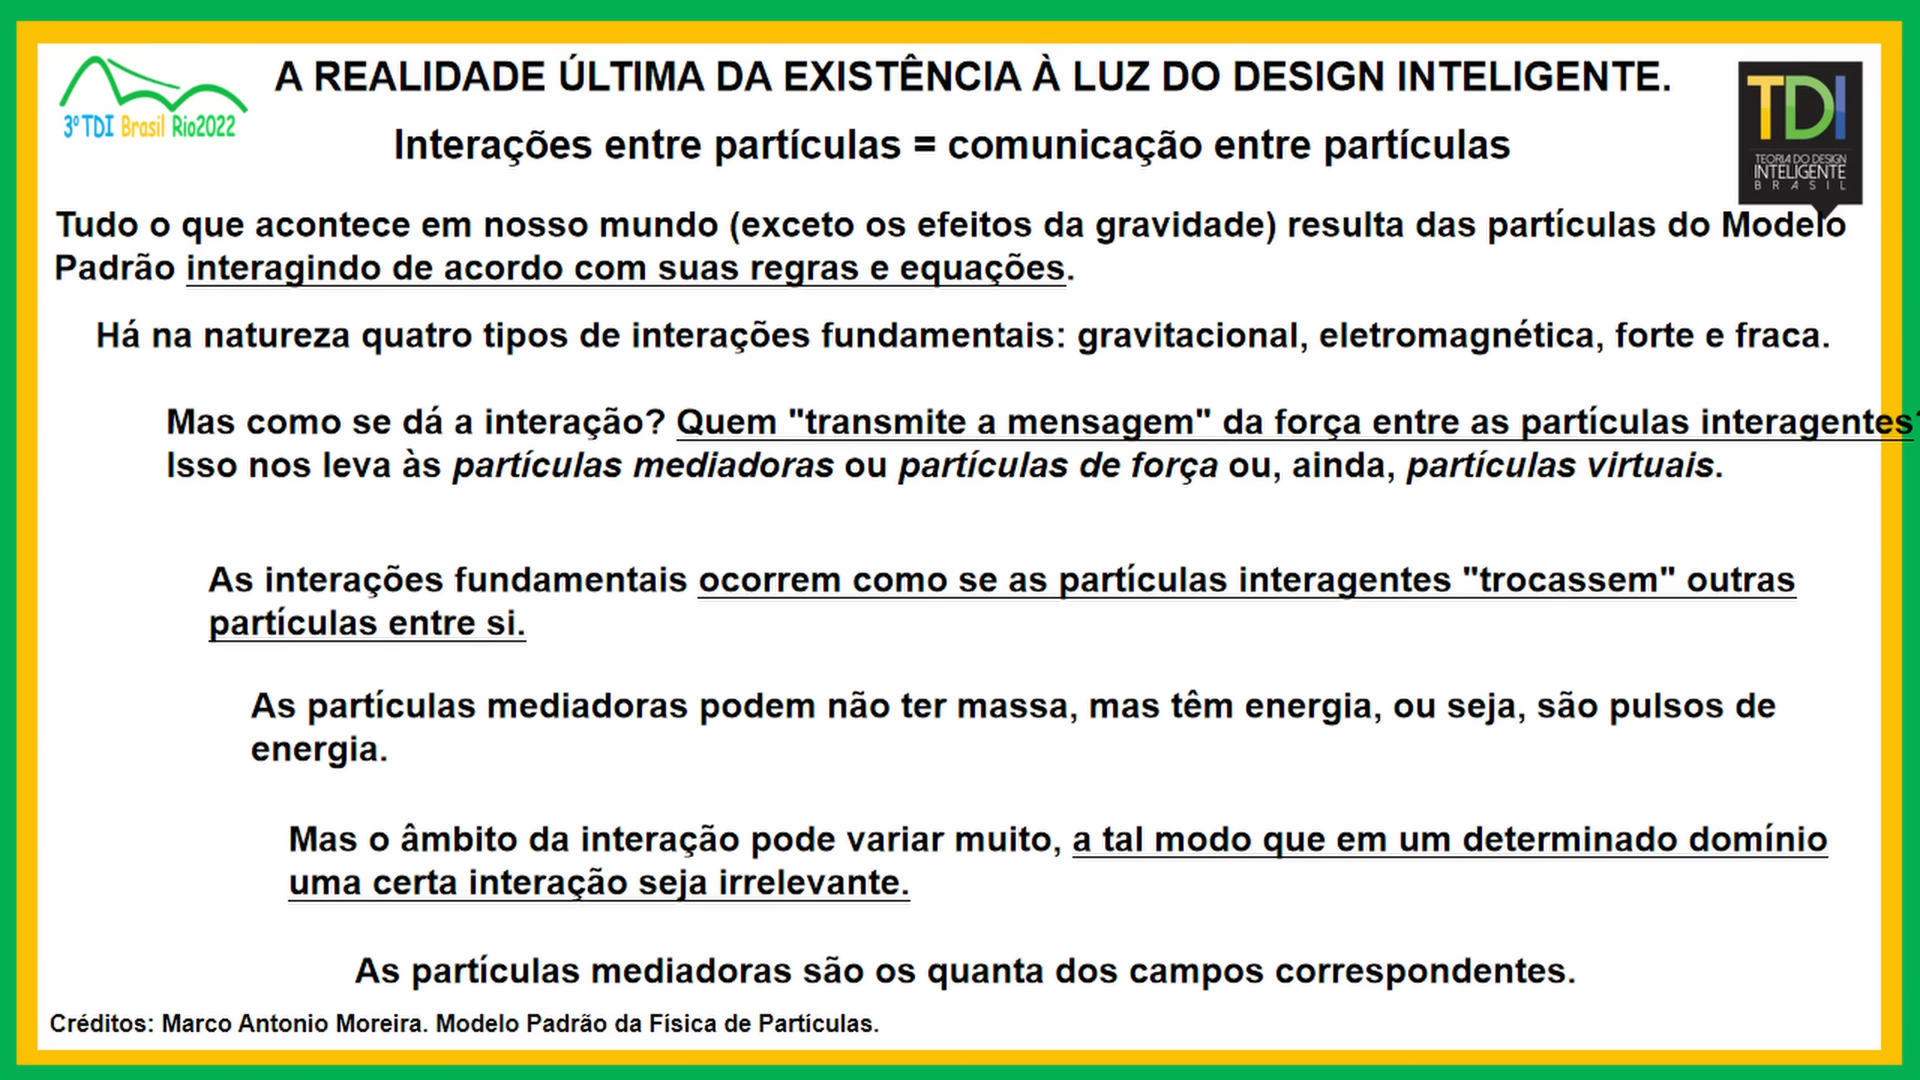 A REALIDADE ÚLTIMA DA EXISTÊNCIA À LUZ DO DESIGN INTELIGENTE.
3º TDI Brasil Rio2022
TDI
TEORIA DO DESIGN
INTELIGENTE
BRASIL
Interações entre partículas = comunicação entre partículas
Tudo o que acontece em nosso mundo (exceto os efeitos da gravidade) resulta das partículas do Modelo
Padrão interagindo de acordo com suas regras e equações.
Há na natureza quatro tipos de interações fundamentais: gravitacional, eletromagnética, forte e fraca.
Mas como se dá a interação? Quem "transmite a mensagem" da força entre as partículas interagentes?
Isso nos leva às partículas mediadoras ou partículas de força ou, ainda, partículas virtuais.
As interações fundamentais ocorrem como se as partículas interagentes "trocassem" outras
partículas entre si.
As partículas mediadoras podem não ter massa, mas têm energia, ou seja, são pulsos de
energia.
Mas o âmbito da interação pode variar muito, a tal modo que em um determinado domínio
uma certa interação seja irrelevante.
As partículas mediadoras são os quanta dos campos correspondentes.
Créditos: Marco Antonio Moreira. Modelo Padrão da Física de Partículas.